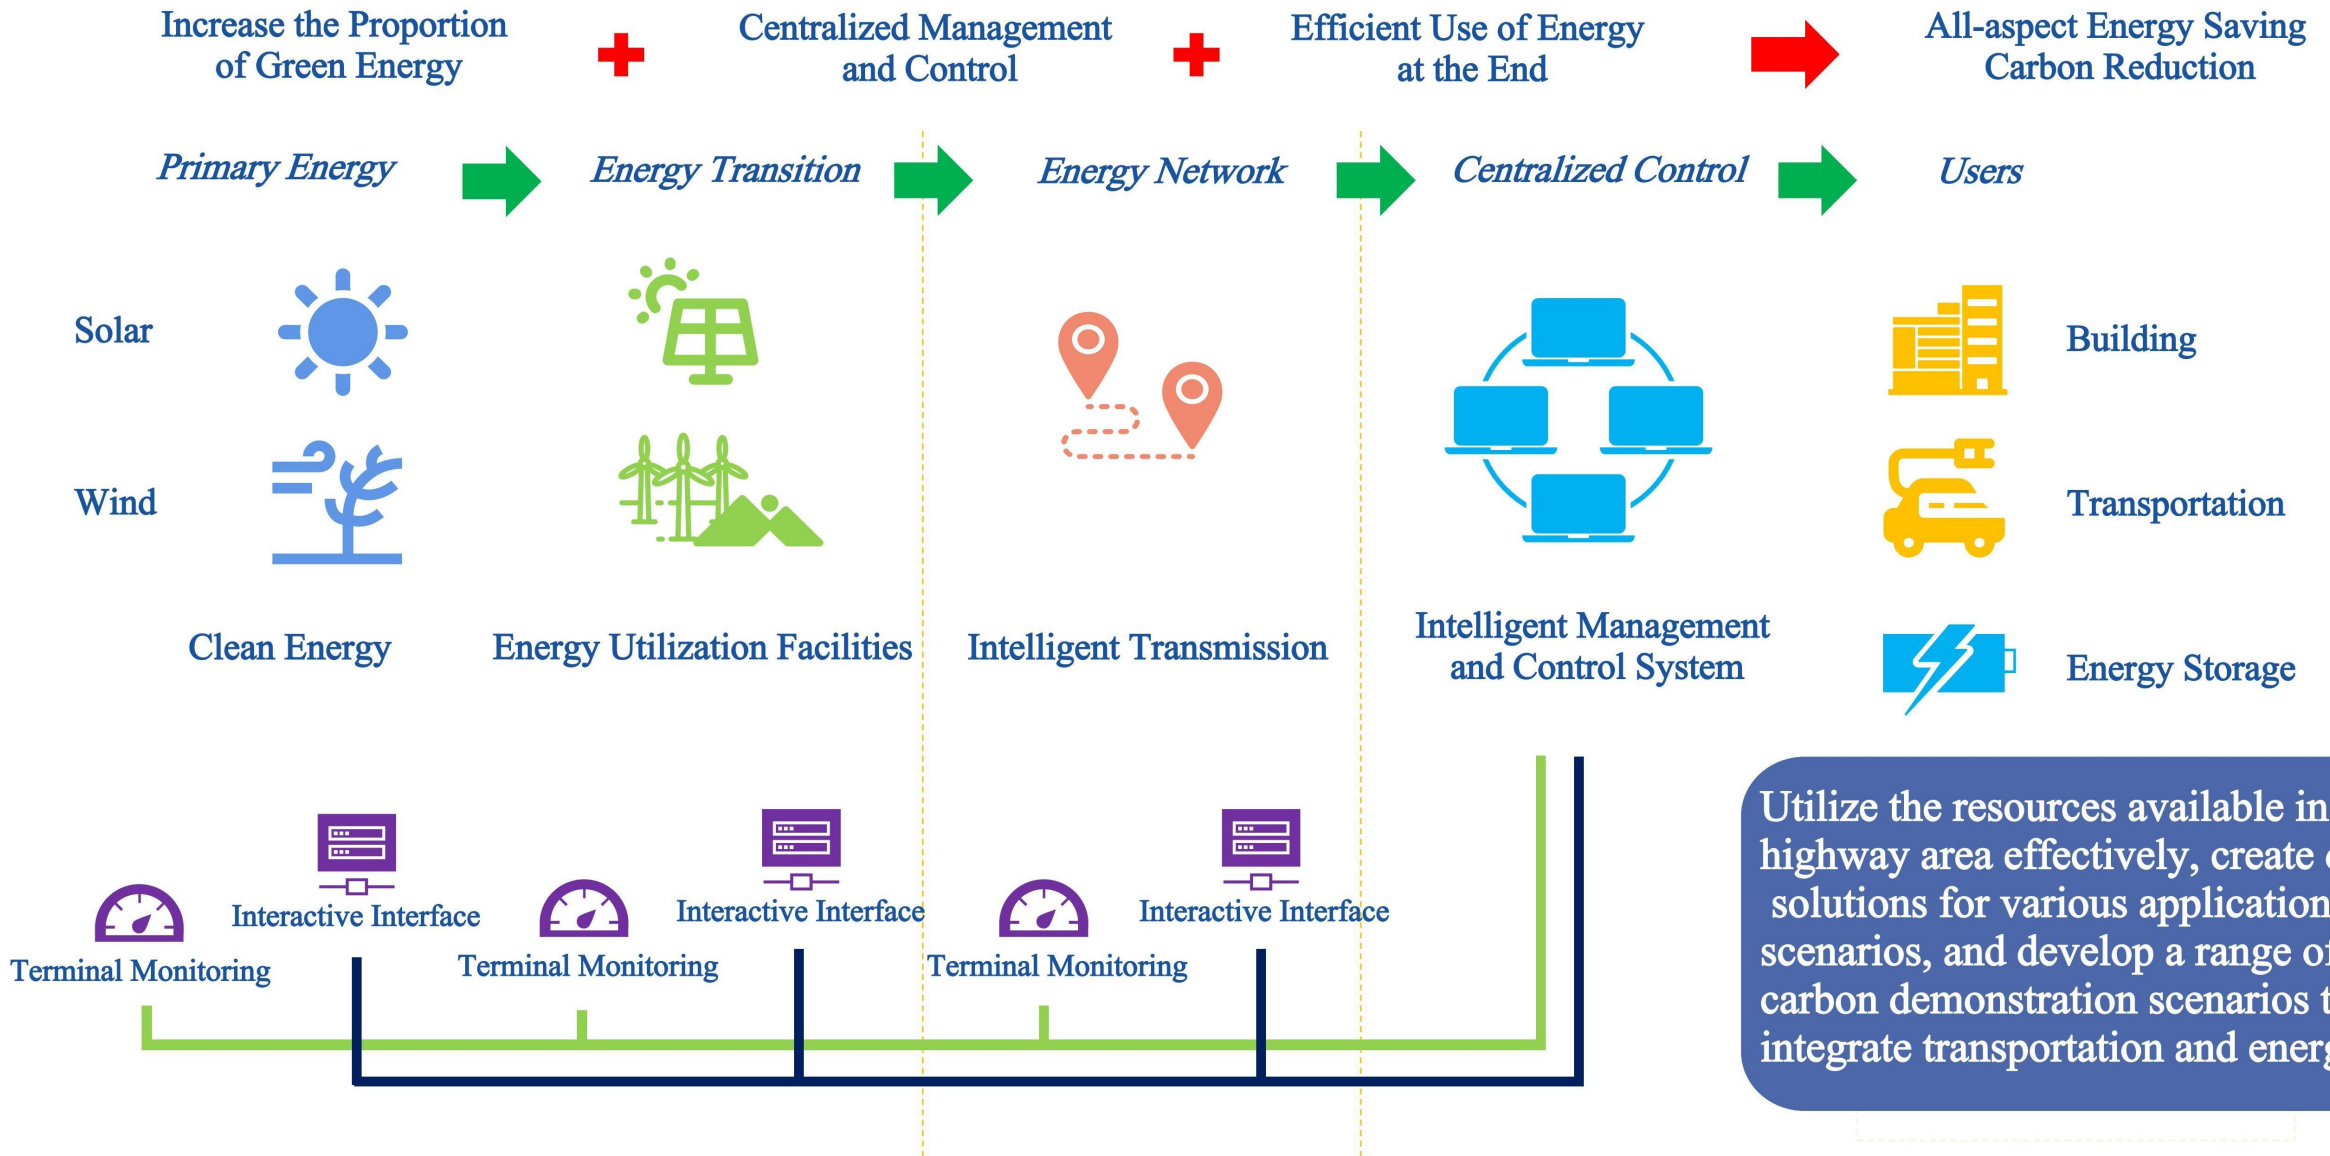 Increase the Proportion
of Green Energy
Centralized Management
and Control
Efficient Use of Energy
at the End
All-aspect Energy Saving
Carbon Reduction
Primary Energy
Energy Transition
Energy Network
Centralized Control
Users
Solar
Wind
Building
Transportation
Energy Storage
Clean Energy
Energy Utilization Facilities
Intelligent Transmission
Intelligent Management
and Control System
Terminal Monitoring
Interactive Interface
Terminal Monitoring
Interactive Interface
Terminal Monitoring
Interactive Interface
Utilize the resources available in
highway area effectively, create
solutions for various application
scenarios, and develop a range
carbon demonstration scenarios
integrate transportation and